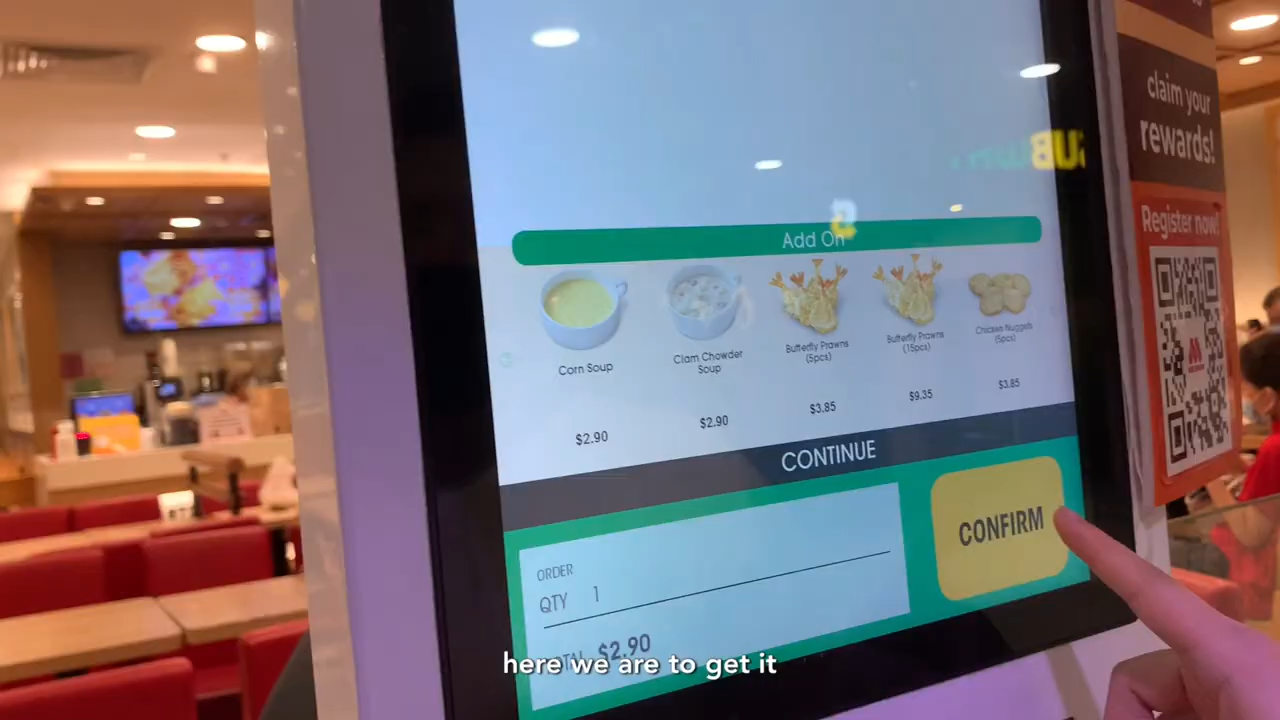 claim your
rewards!
Register now!
Add On
Corn Soup
Clam Chowder
Soup
Butterfly Prawns
(5pcs)
Butterfly Prawns
(15pcs)
Chicken Nuggets
(5pcs)
$2.90
$2.90
$3.85
$9.35
$3.85
CONTINUE
CONFIRM
ORDER
QTY 1
$2.90
here we are to get it